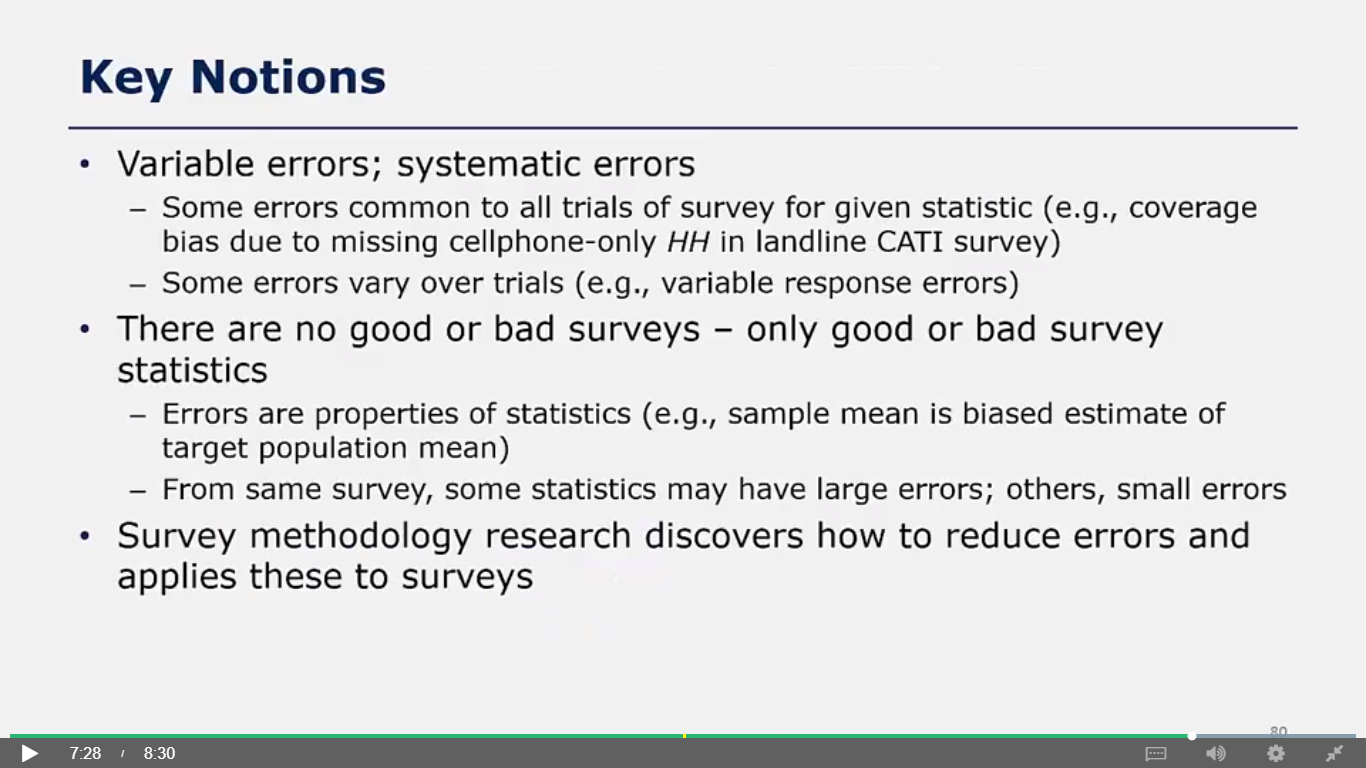 Key Notions
• Variable errors; systematic errors
– Some errors common to all trials of survey for given statistic (e.g., coverage
bias due to missing cellphone-only HH in landline CATI survey)
– Some errors vary over trials (e.g., variable response errors)
• There are no good or bad surveys – only good or bad survey
statistics
– Errors are properties of statistics (e.g., sample mean is biased estimate of
target population mean)
– From same survey, some statistics may have large errors; others, small errors
• Survey methodology research discovers how to reduce errors and
applies these to surveys
80
7:28 / 8:30